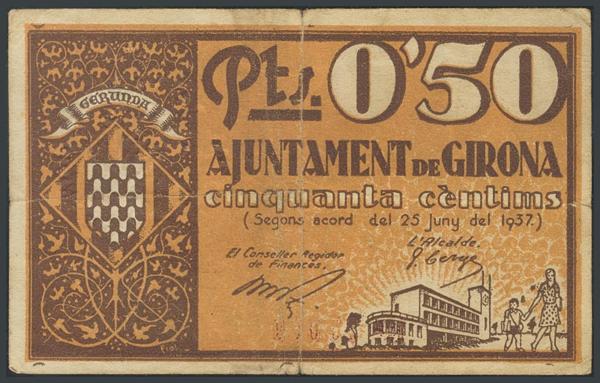 GERUNDA
Pts. 0'50
AJUNTAMENT DE GIRONA
cinquanta cèntims
(Segons acord del 25 Juny del 1937.)
El Conseller Regidor
de Finances.
L'Alcalde.